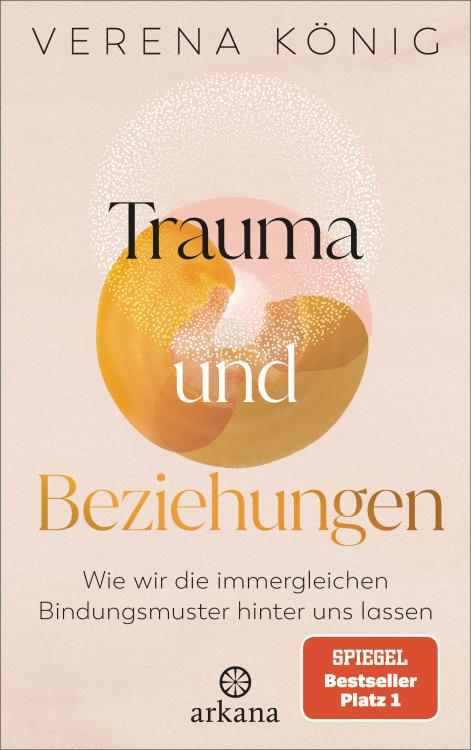 VERENA KÖNIG
Trauma
und
Beziehungen
Wie wir die immergleichen
Bindungsmuster hinter uns lassen
SPIEGEL
Bestseller
Platz 1
arkana